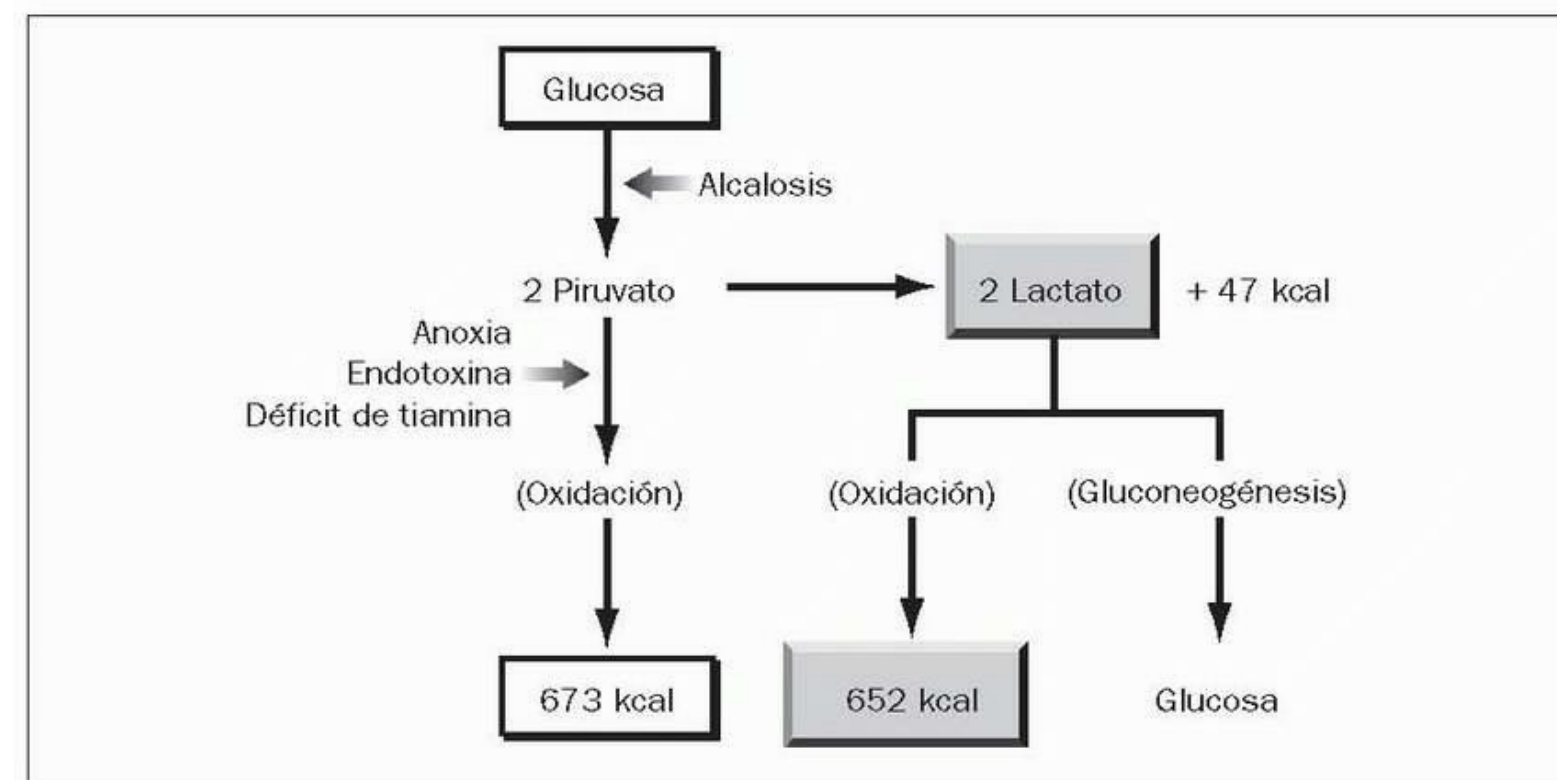 Glucosa
Alcalosis
2 Piruvato
2 Lactato
+ 47 kcal
Anoxia
Endotoxina
Déficit de tiamina
(Oxidación)
(Oxidación)
(Gluconeogénesis)
673 kcal
652 kcal
Glucosa